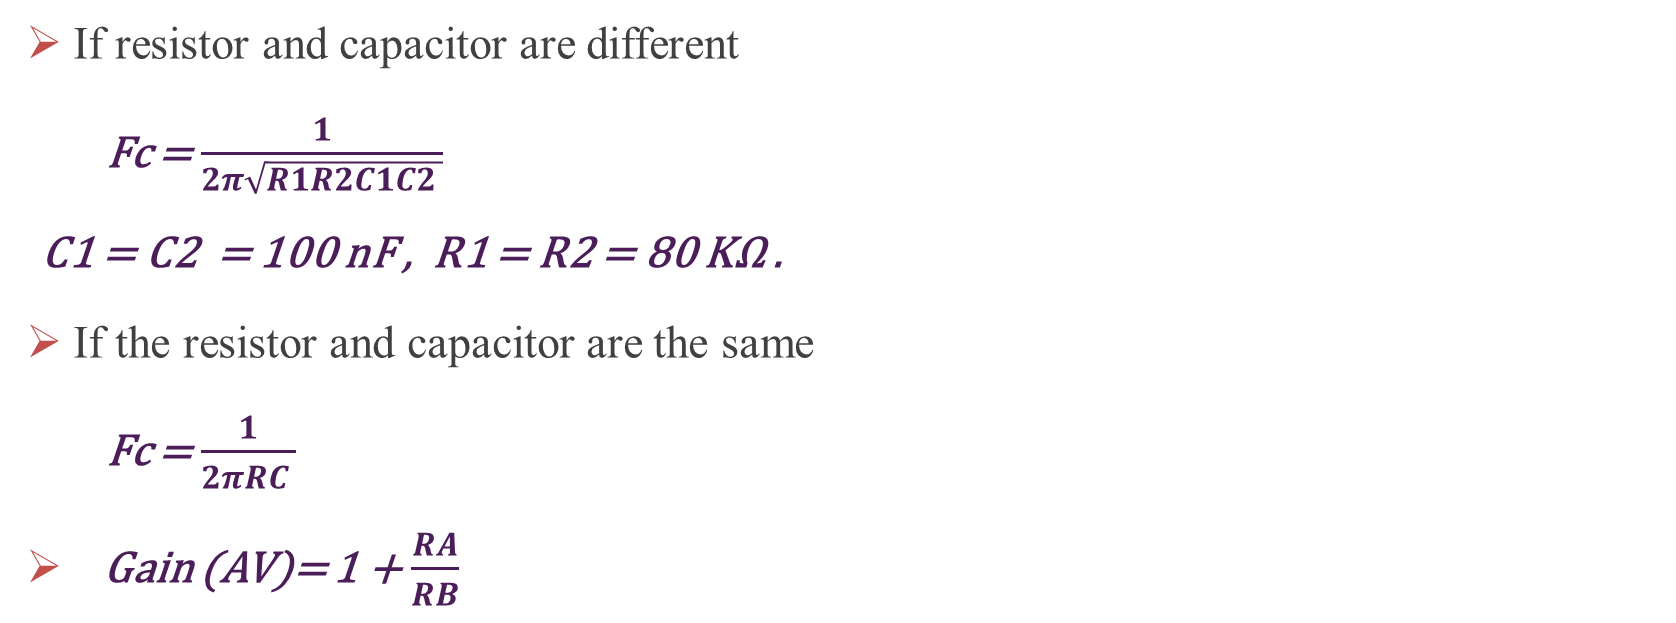 ➢ If resistor and capacitor are different
Fc = 1 / 2π√R1R2C1C2
C1 = C2 = 100 nF, R1 = R2 = 80 KΩ.
➢ If the resistor and capacitor are the same
Fc = 1 / 2πRC
➢ Gain (AV)= 1 + RA / RB